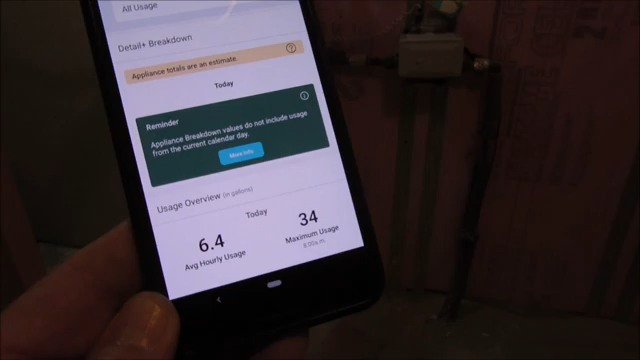 All Usage
Detail+ Breakdown
Appliance totals are an estimate.
Today
Reminder
Appliance Breakdown values do not include usage
from the current calendar day.
More Info
Usage Overview (in gallons)
Today
6.4
Avg Hourly Usage
34
Maximum Usage